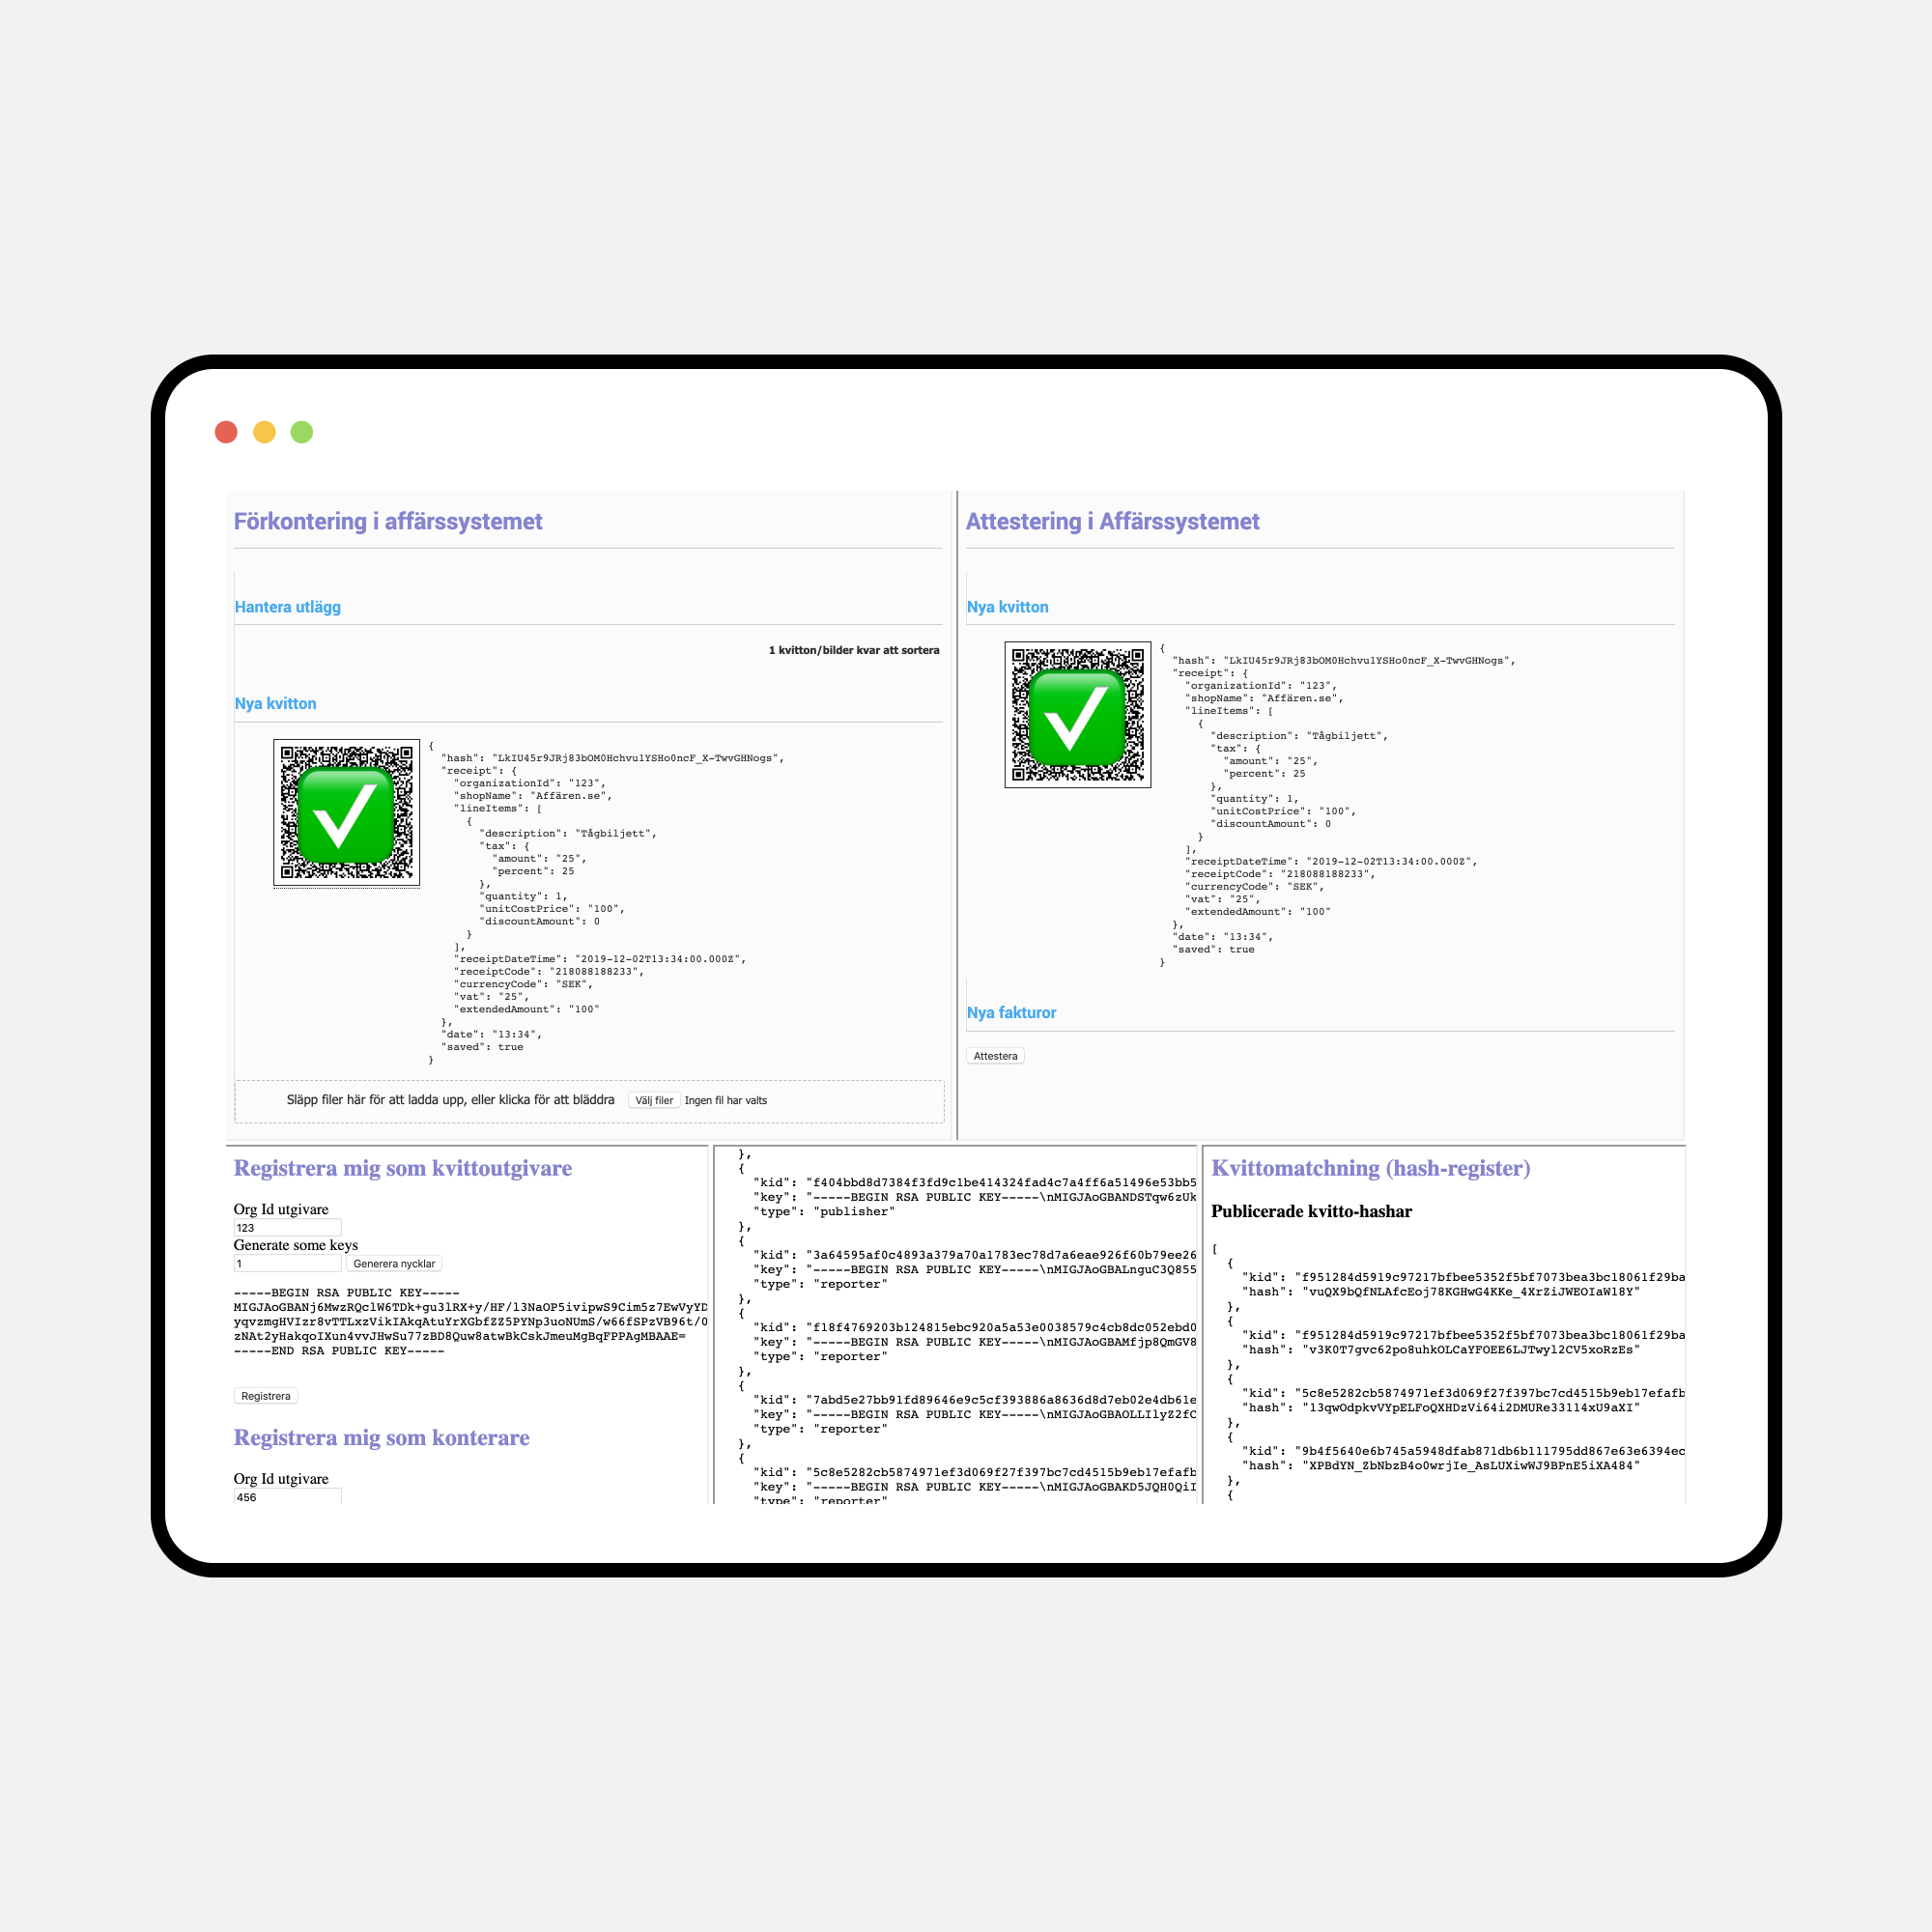 Förkontering i affärssystemet
Hantera utlägg
1 kvitton/bilder kvar att sortera
Nya kvitton
{
"hash": "LkIU45r9JRj83bOM0Hchvu1YSHo0ncF_X-TwvGHNogs",
"receipt": {
"organizationId": "123",
"shopName": "Affären.se",
"lineItems": [
{
"description": "Tågbiljett",
"tax": {
"amount": "25",
"percent": 25
},
"quantity": 1,
"unitCostPrice": "100",
"discountAmount": 0
}
],
"receiptDateTime": "2019-12-02T13:34:00.000Z",
"receiptCode": "218088188233",
"currencyCode": "SEK",
"vat": "25",
"extendedAmount": "100"
},
"date": "13:34",
"saved": true
}
Släpp filer här för att ladda upp, eller klicka för att bläddra Välj filer Ingen fil har valts
Attestering i Affärssystemet
Nya kvitton
{
"hash": "LkIU45r9JRj83bOM0Hchvu1YSHo0ncF_X-TwvGHNogs",
"receipt": {
"organizationId": "123",
"shopName": "Affären.se",
"lineItems": [
{
"description": "Tågbiljett",
"tax": {
"amount": "25",
"percent": 25
},
"quantity": 1,
"unitCostPrice": "100",
"discountAmount": 0
}
],
"receiptDateTime": "2019-12-02T13:34:00.000Z",
"receiptCode": "218088188233",
"currencyCode": "SEK",
"vat": "25",
"extendedAmount": "100"
},
"date": "13:34",
"saved": true
}
Nya fakturor
Attestera
Registrera mig som kvittoutgivare
Org Id utgivare
123
Generate some keys
1 Generera nycklar
-----BEGIN RSA PUBLIC KEY-----
MIGJAoGBANj6MwzRQclW6TDk+gu3lRX+y/HF/l3NaOP5ivipwS9Cim5z7EwVyYD
yqvzmgHVIzr8vTTLxzVikIAkqAtuYrXGbfZZ5PYNp3uoNUmS/w66fSPzVB96t/0
zNAt2yHakqoIXun4vvJHwSu77zBD8Quw8atwBkCskJmeuMgBqFPPAgMBAAE=
-----END RSA PUBLIC KEY-----
Registrera
Registrera mig som konterare
Org Id utgivare
456
},
{
"kid": "f404bbd8d7384f3fd9c1be414324fad4c7a4ff6a51496e53bb5
"key": "-----BEGIN RSA PUBLIC KEY-----\nMIGJAoGBANDSTqw6zUk
"type": "publisher"
},
{
"kid": "3a64595af0c4893a379a70a1783ec78d7a6eae926f60b79ee26
"key": "-----BEGIN RSA PUBLIC KEY-----\nMIGJAoGBALnguC3Q855
"type": "reporter"
},
{
"kid": "f18f4769203b124815ebc920a5a53e0038579c4cb8dc052ebd0
"key": "-----BEGIN RSA PUBLIC KEY-----\nMIGJAoGBAMfjp8QmGV8
"type": "reporter"
},
{
"kid": "7abd5e27bb91fd89646e9c5cf393886a8636d8d7eb02e4db61e
"key": "-----BEGIN RSA PUBLIC KEY-----\nMIGJAoGBAOLLIlyZ2fC
"type": "reporter"
},
{
"kid": "5c8e5282cb5874971ef3d069f27f397bc7cd4515b9eb17efafb
"key": "-----BEGIN RSA PUBLIC KEY-----\nMIGJAoGBAKD5JQH0QiI
"type": "reporter"
Kvittomatchning (hash-register)
Publicerade kvitto-hashar
[
{
"kid": "f951284d5919c97217bfbee5352f5bf7073bea3bc18061f29ba
"hash": "vuQX9bQfNLAfcEoj78KGHwG4KKe_4XrZiJWEOIaW18Y"
},
{
"kid": "f951284d5919c97217bfbee5352f5bf7073bea3bc18061f29ba
"hash": "v3K0T7gvc62po8uhkOLCaYFOEE6LJTwyl2CV5xoRzEs"
},
{
"kid": "5c8e5282cb5874971ef3d069f27f397bc7cd4515b9eb17efafb
"hash": "13qwOdpkvVYpELFoQXHDzVi64i2DMURe33114xU9aXI"
},
{
"kid": "9b4f5640e6b745a5948dfab871db6b111795dd867e63e6394ec
"hash": "XPBdYN_ZbNbzB4o0wrjIe_AsLUXiwWJ9BPnE5iXA484"
},
{